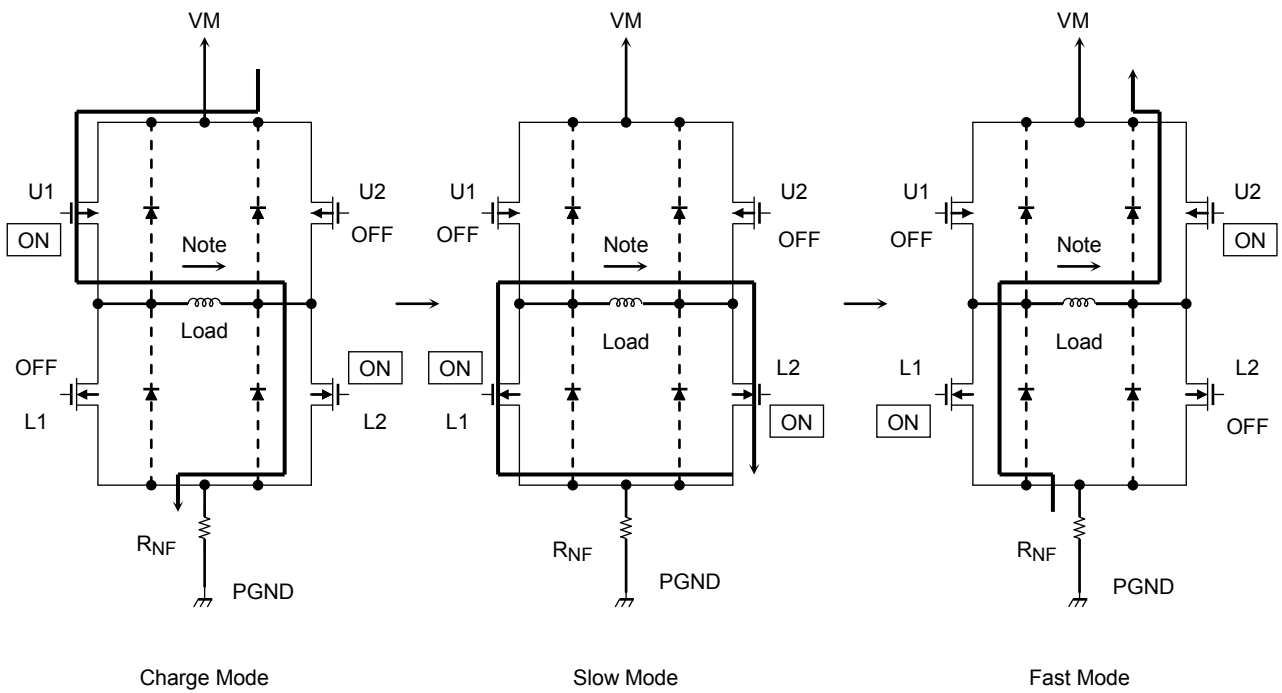 VM
U1
ON
U2
OFF
Note
Load
OFF
L1
ON
L2
RNF
PGND
Charge Mode
VM
U1
OFF
U2
OFF
Note
Load
ON
L1
L2
ON
RNF
PGND
Slow Mode
VM
U1
OFF
U2
ON
Note
Load
L1
ON
L2
OFF
RNF
PGND
Fast Mode